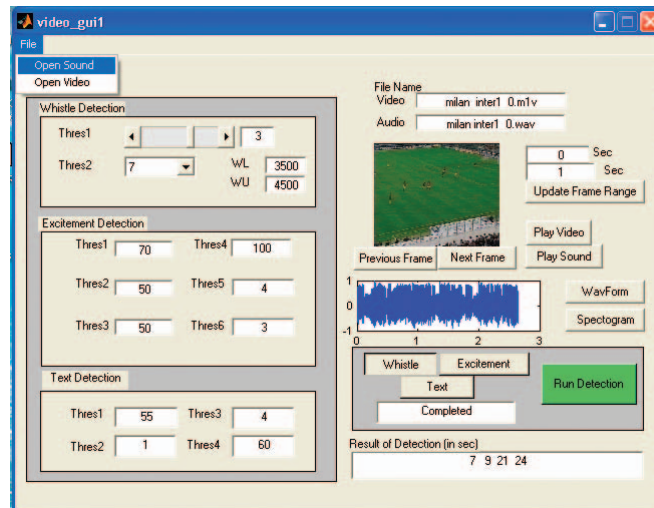 video_gui1
File
Open Sound
Open Video
Whistle Detection
Thres1 3
Thres2 7 WL 3500
WU 4500
Excitement Detection
Thres1 70 Thres4 100
Thres2 50 Thres5 4
Thres3 50 Thres6 3
Text Detection
Thres1 55 Thres3 4
Thres2 1 Thres4 60
File Name
Video milan inter1 0.m1v
Audio milan inter1 0.wav
0 Sec
1 Sec
Update Frame Range
Play Video
Previous Frame Next Frame Play Sound
1
0
-1
0 1 2 3
WavForm
Spectogram
Whistle Excitement
Text
Run Detection
Completed
Result of Detection (in sec)
7 9 21 24